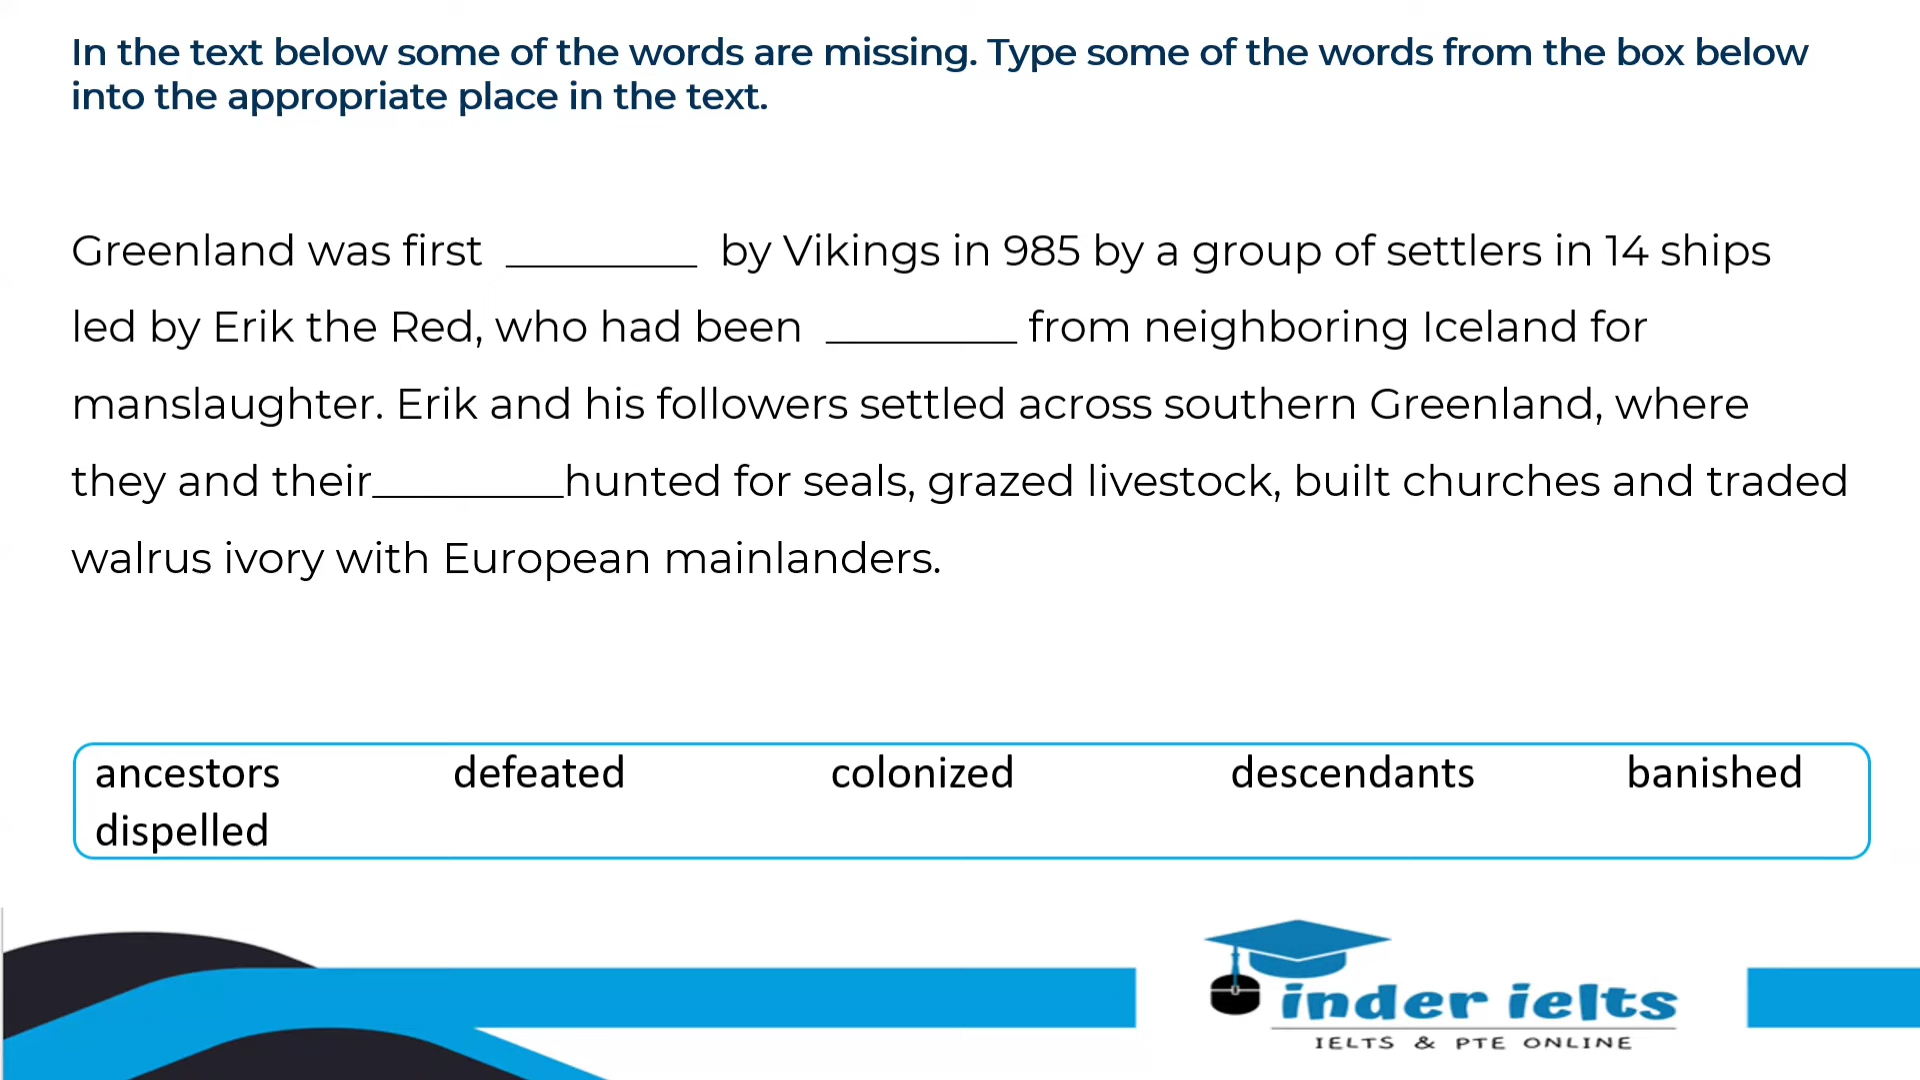 In the text below some of the words are missing. Type some of the words from the box below
into the appropriate place in the text.
Greenland was first ________ by Vikings in 985 by a group of settlers in 14 ships
led by Erik the Red, who had been ________ from neighboring Iceland for
manslaughter. Erik and his followers settled across southern Greenland, where
they and their________hunted for seals, grazed livestock, built churches and traded
walrus ivory with European mainlanders.
ancestors defeated colonized descendants banished
dispelled
inder ielts
IELTS & PTE ONLINE